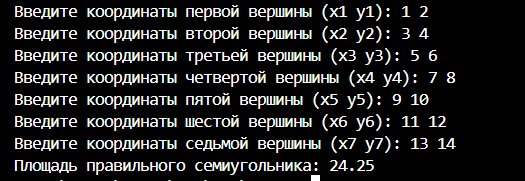 Введите координаты первой вершины (x1 y1): 1 2
Введите координаты второй вершины (x2 y2): 3 4
Введите координаты третьей вершины (x3 y3): 5 6
Введите координаты четвертой вершины (x4 y4): 7 8
Введите координаты пятой вершины (x5 y5): 9 10
Введите координаты шестой вершины (x6 y6): 11 12
Введите координаты седьмой вершины (x7 y7): 13 14
Площадь правильного семиугольника: 24.25